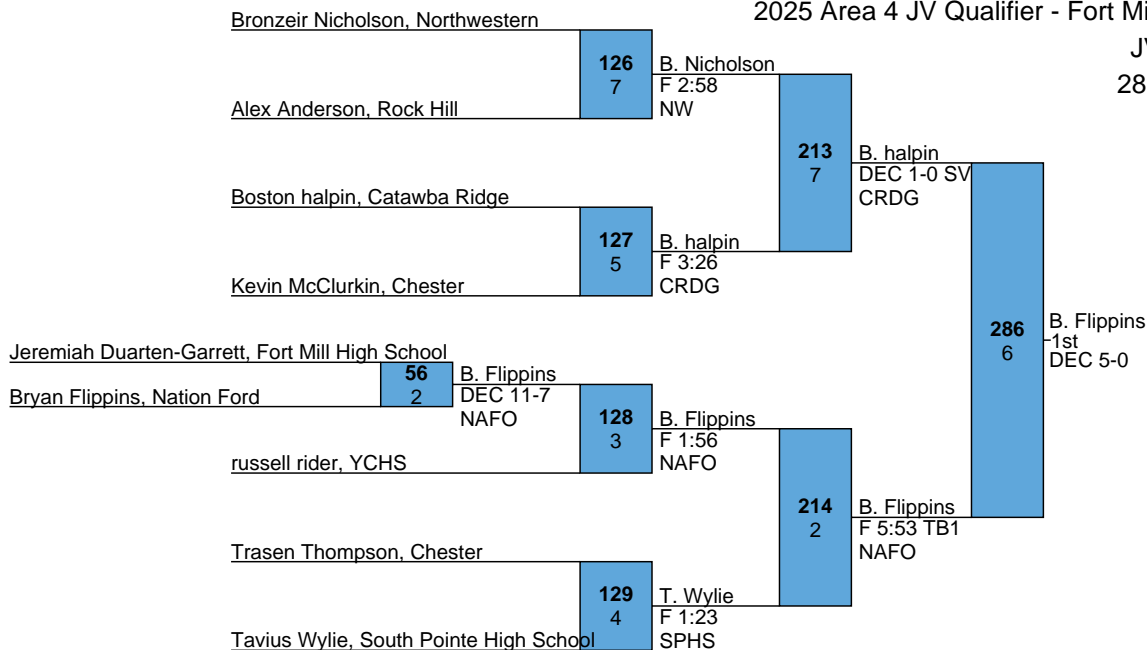 2025 Area 4 JV Qualifier - Fort Mi
JV
28
Bronzeir Nicholson, Northwestern
126
7
B. Nicholson
F 2:58
NW
Alex Anderson, Rock Hill
213
7
B. halpin
DEC 1-0 SV
CRDG
Boston halpin, Catawba Ridge
127
5
B. halpin
F 3:26
CRDG
Kevin McClurkin, Chester
286
6
B. Flippins
1st
DEC 5-0
Jeremiah Duarten-Garrett, Fort Mill High School
56
2
B. Flippins
DEC 11-7
NAFO
Bryan Flippins, Nation Ford
128
3
B. Flippins
F 1:56
NAFO
russell rider, YCHS
214
2
B. Flippins
F 5:53 TB1
NAFO
Trasen Thompson, Chester
129
4
T. Wylie
F 1:23
SPHS
Tavius Wylie, South Pointe High School